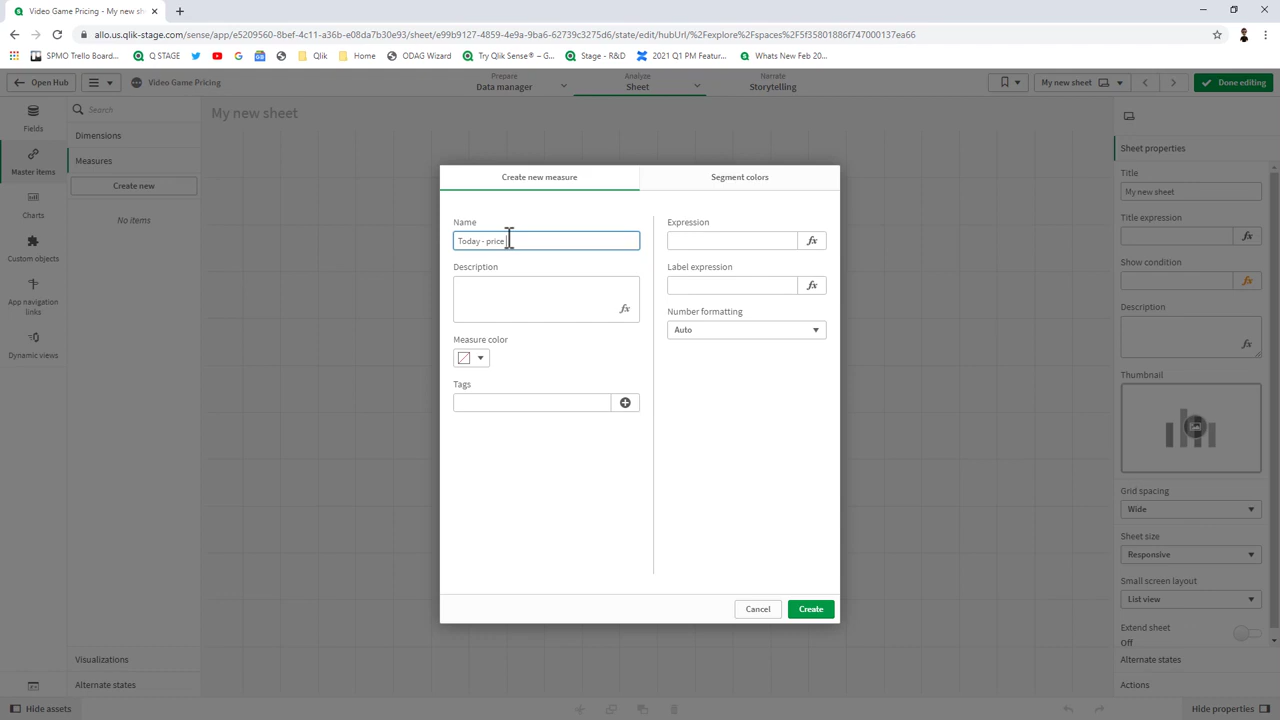 Video Game Pricing - My new sh
allo.us.qlik-stage.com/sense/app/e5209560-8bef-4c11-a36b-e08da7b30e93/sheet/e99b9127-4859-4e9a-9ba6-62739c3275d6/state/edit/hubUrl/%2Fexplore%2Fspaces%2F5f35801886f747000137ea66
SPMO Trello Board... Q STAGE Qlik Home ODAG Wizard Try Qlik Sense® – G... Stage - R&D 2021 Q1 PM Featur... Whats New Feb 20...
Open Hub Video Game Pricing Prepare Data manager Analyze Sheet Narrate Storytelling My new sheet Done editing
Fields
Master items
Charts
Custom objects
App navigation links
Dynamic views
Search
Dimensions
Measures
Create new
No items
Visualizations
Alternate states
My new sheet
Create new measure Segment colors
Name
Today - price
Description
fx
Measure color
Tags
Expression
fx
Label expression
fx
Number formatting
Auto
Cancel Create
Sheet properties
Title
My new sheet
Title expression
fx
Show condition
fx
Description
fx
Thumbnail
Grid spacing
Wide
Sheet size
Responsive
Small screen layout
List view
Extend sheet
Off
Alternate states
Actions
Hide assets Hide properties